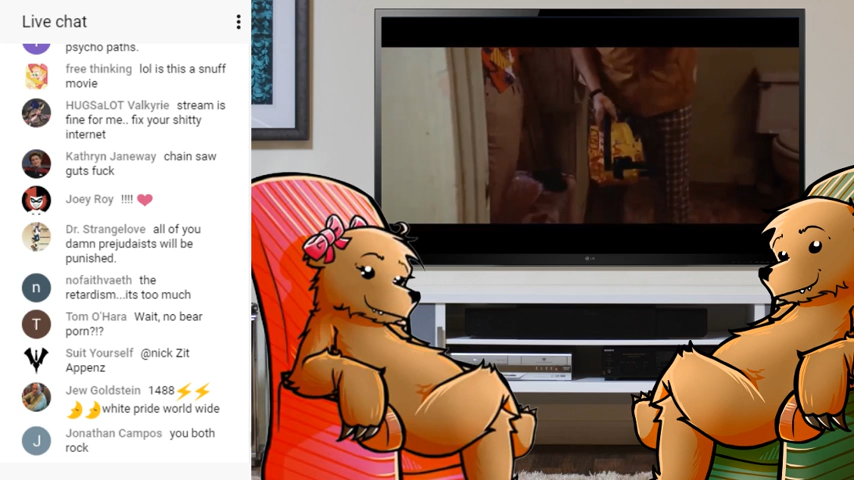 Live chat
psycho paths.
free thinking lol is this a snuff
movie
HUGSaLOT Valkyrie stream is
fine for me.. fix your shitty
internet
Kathryn Janeway chain saw
guts fuck
Joey Roy !!!! ❤
Dr. Strangelove all of you
damn prejudaists will be
punished.
n
nofaithvaeth the
retardism...its too much
T
Tom O'Hara Wait, no bear
porn?!?
Suit Yourself @nick Zit
Appenz
Jew Goldstein 1488⚡⚡
🌛🌛white pride world wide
J
Jonathan Campos you both
rock
LG